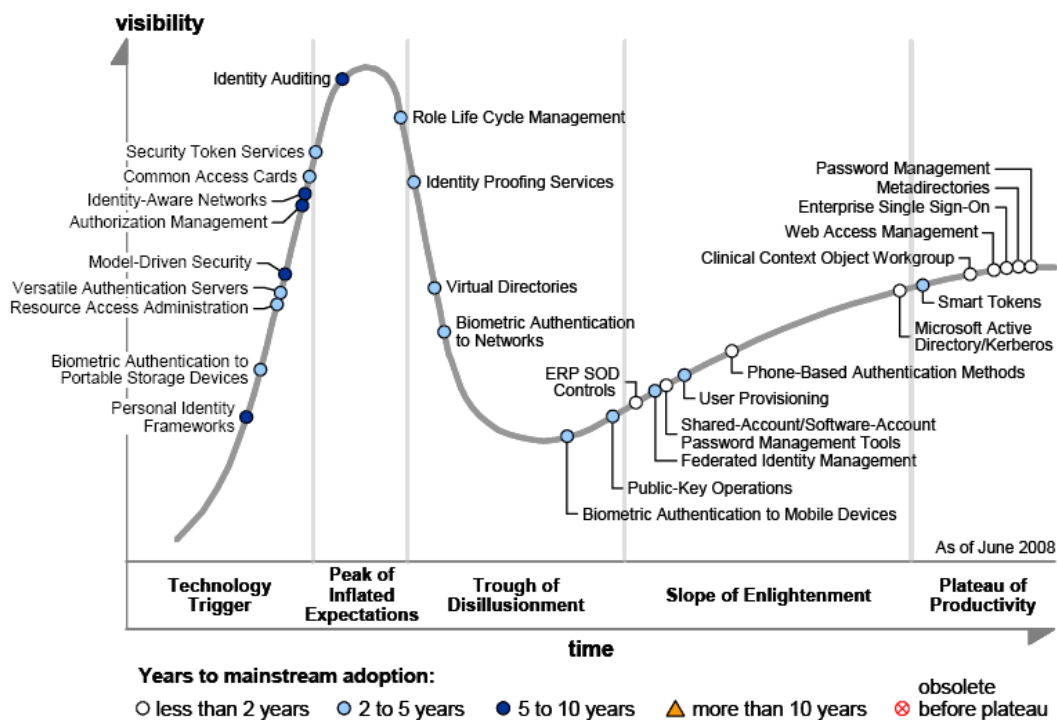 visibility
Identity Auditing
Role Life Cycle Management
Security Token Services
Common Access Cards
Identity-Aware Networks
Authorization Management
Identity Proofing Services
Password Management
Metadirectories
Enterprise Single Sign-On
Web Access Management
Clinical Context Object Workgroup
Model-Driven Security
Versatile Authentication Servers
Resource Access Administration
Virtual Directories
Smart Tokens
Biometric Authentication
to Networks
Microsoft Active
Directory/Kerberos
Biometric Authentication to
Portable Storage Devices
ERP SOD
Controls
Phone-Based Authentication Methods
Personal Identity
Frameworks
User Provisioning
Shared-Account/Software-Account
Password Management Tools
Federated Identity Management
Public-Key Operations
Biometric Authentication to Mobile Devices
As of June 2008
Technology
Trigger
Peak of
Inflated
Expectations
Trough of
Disillusionment
Slope of Enlightenment
Plateau of
Productivity
time
Years to mainstream adoption:
less than 2 years
2 to 5 years
5 to 10 years
more than 10 years
obsolete
before plateau